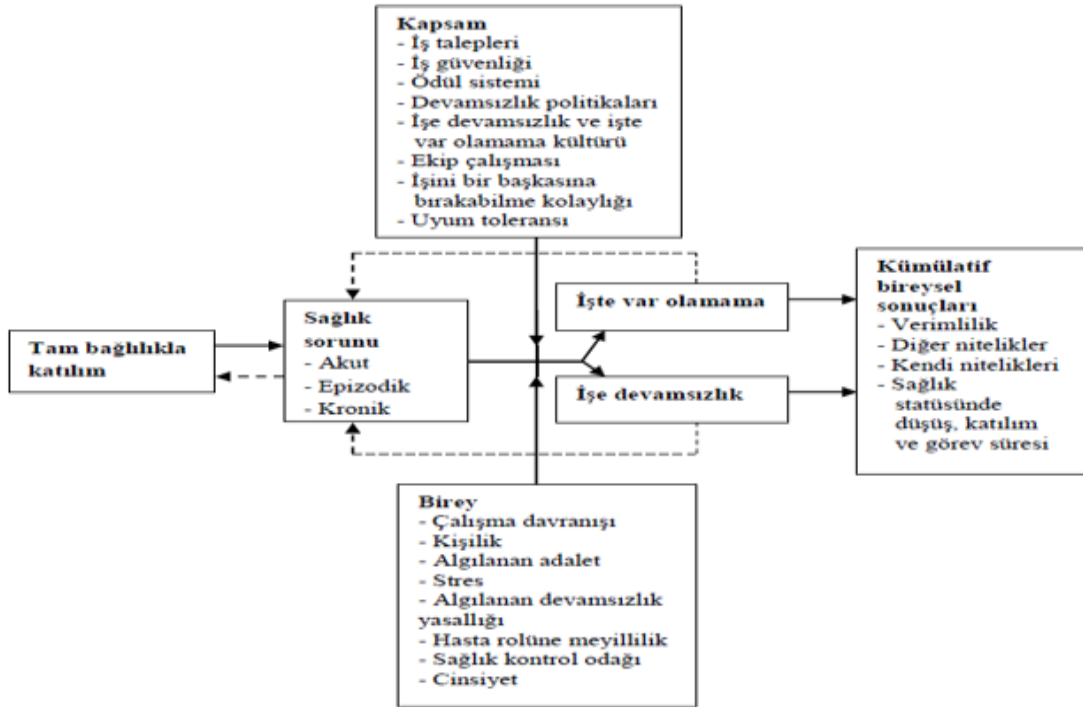 Kapsam
- İş talepleri
- İş güvenliği
- Ödül sistemi
- Devamsızlık politikaları
- İşe devamsızlık ve işte
var olamama kültürü
- Ekip çalışması
- İşini bir başkasına
bırakabilme kolaylığı
- Uyum toleransı
Tam bağlılıkla
katılım
Sağlık
sorunu
- Akut
- Epizodik
- Kronik
İşte var olamama
İşe devamsızlık
Kümülatif
bireysel
sonuçları
- Verimlilik
- Diğer nitelikler
- Kendi nitelikleri
- Sağlık
statüsünde
düşüş, katılım
ve görev süresi
Birey
- Çalışma davranışı
- Kişilik
- Algılanan adalet
- Stres
- Algılanan devamsızlık
yasallığı
- Hasta rolüne meyillilik
- Sağlık kontrol odağı
- Cinsiyet